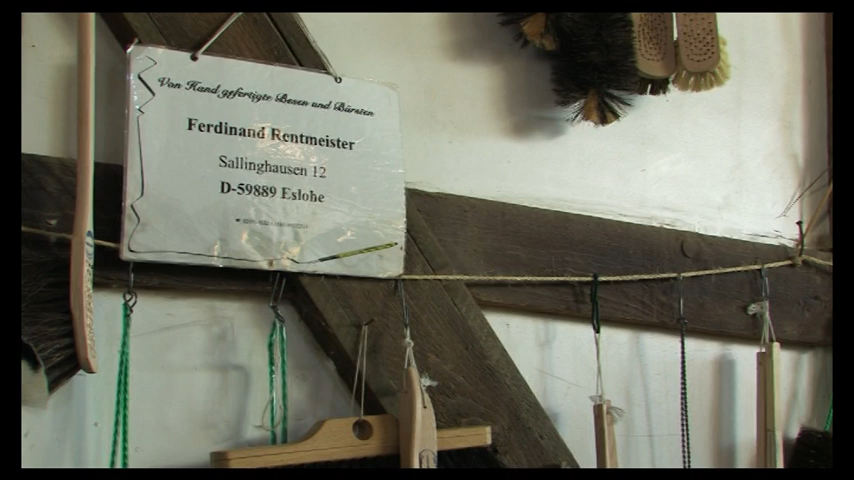 Von Hand gefertigte Besen und Bürsten
Ferdinand Rentmeister
Sallinghausen 12
D-59889 Eslohe